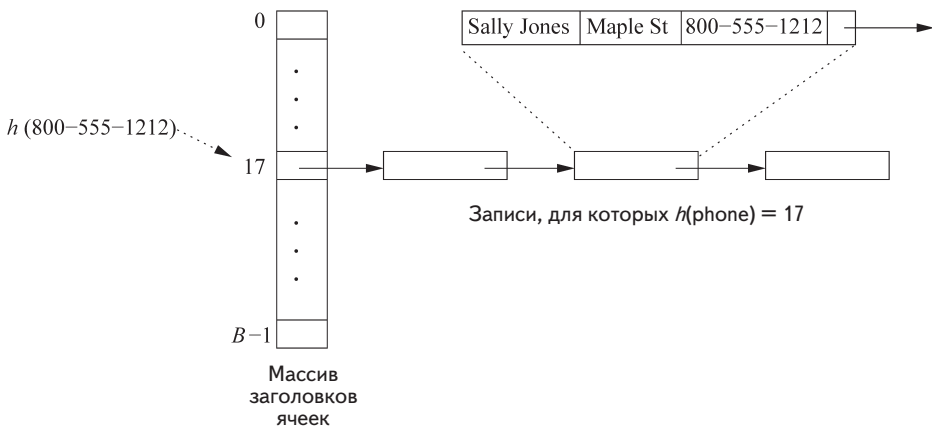 0
Sally Jones Maple St 800−555−1212
h (800−555−1212)
17
Записи, для которых h(phone) = 17
B−1
Массив
заголовков
ячеек